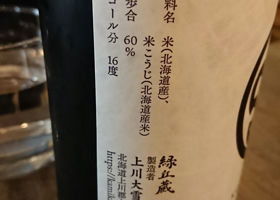 料名 米(北海道産)、
米こうじ(北海道産米)
歩合 60%
コール分 16度
緑丘蔵
製造者
上川大雪
北海道上川郡
https://kamik